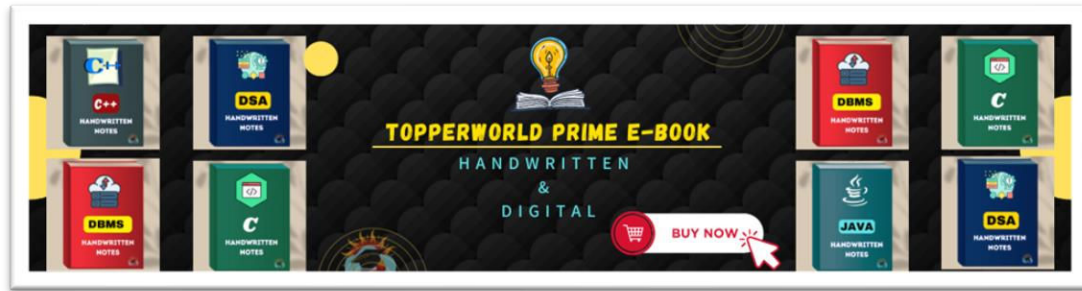 C++
C++
HANDWRITTEN
NOTES
DSA
HANDWRITTEN
NOTES
DBMS
HANDWRITTEN
NOTES
C
HANDWRITTEN
NOTES
TOPPERWORLD PRIME E-BOOK
HANDWRITTEN
&
DIGITAL
BUY NOW
DBMS
HANDWRITTEN
NOTES
C
HANDWRITTEN
NOTES
JAVA
HANDWRITTEN
NOTES
DSA
HANDWRITTEN
NOTES